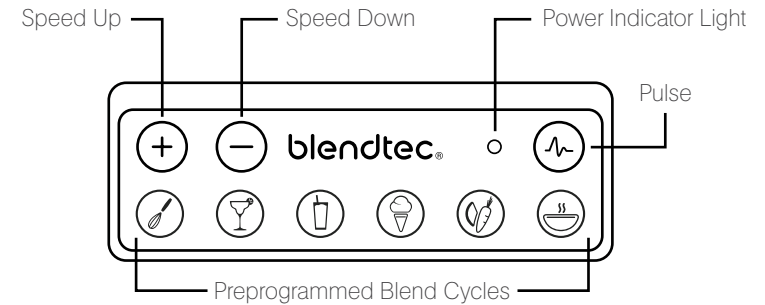 Speed Up
Speed Down
Power Indicator Light
Pulse
blendtec®
Preprogrammed Blend Cycles